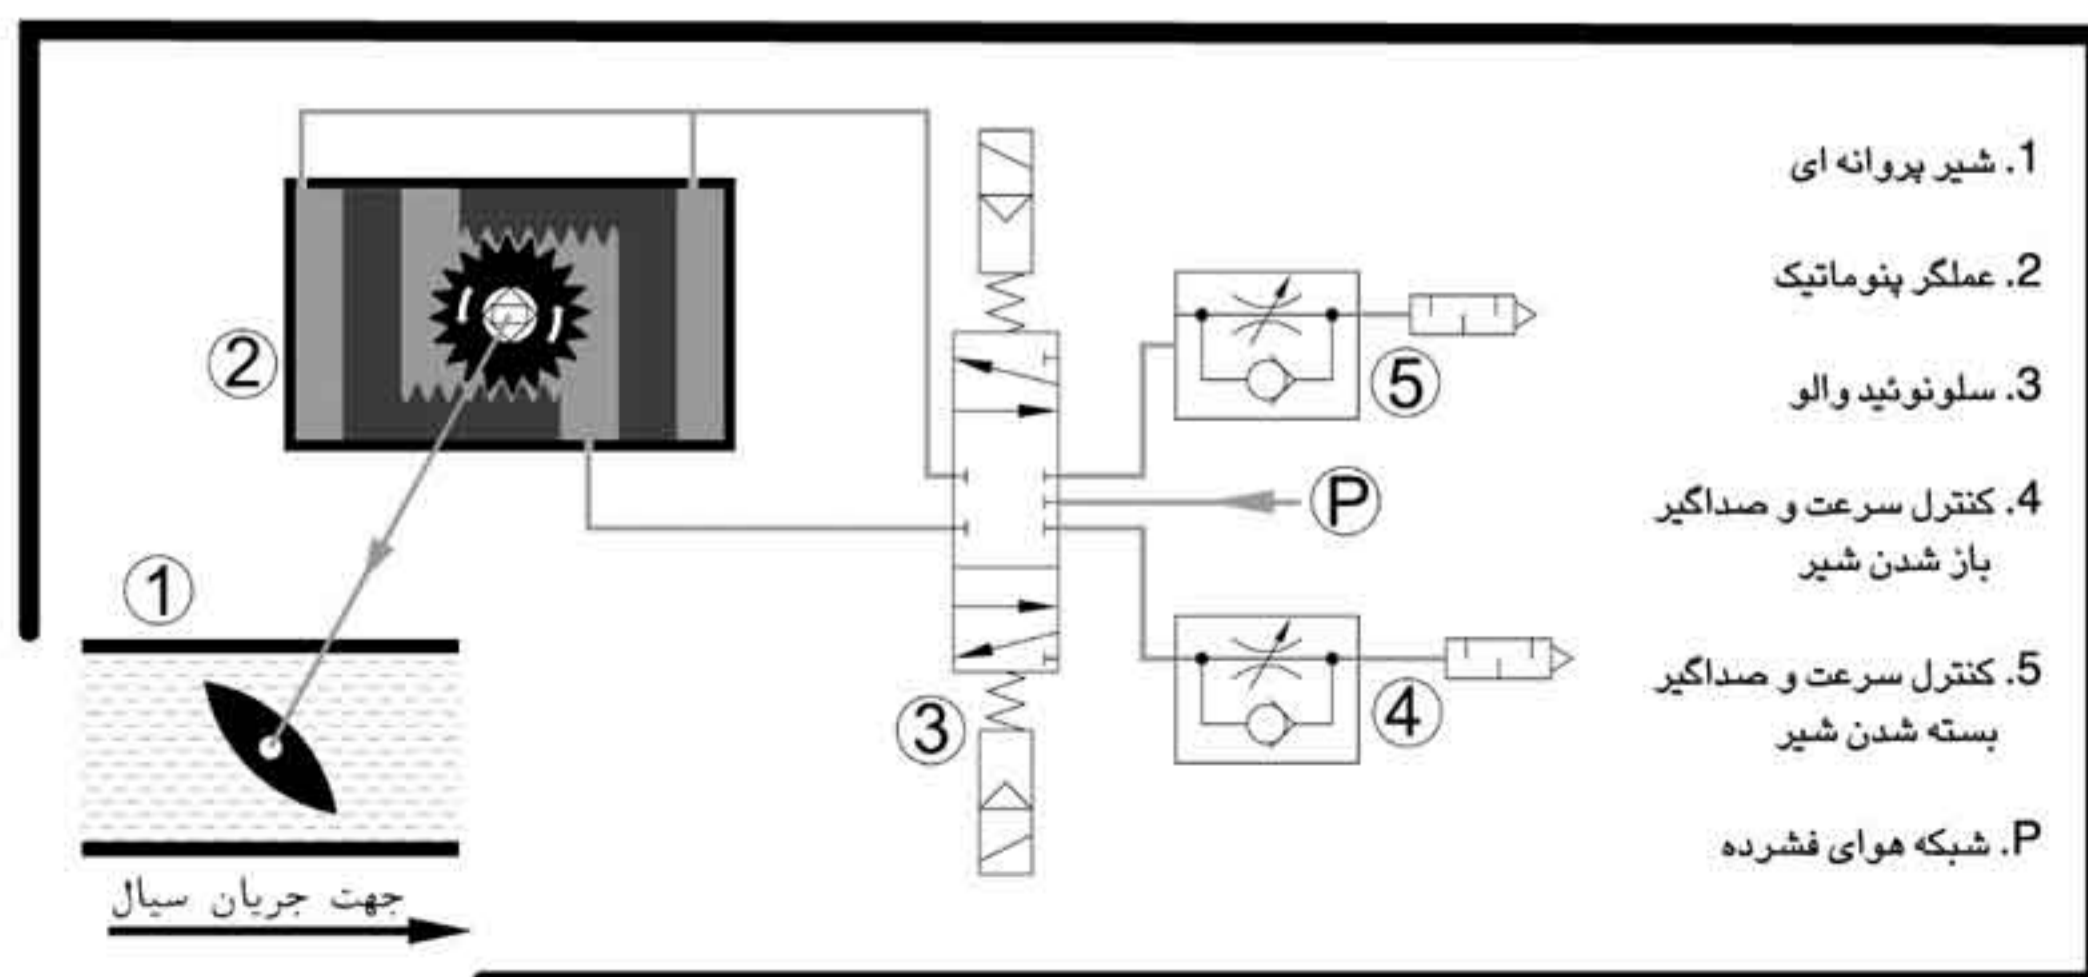 1. شیر پروانه ای
2. عملگر پنوماتیک
3. سلونوئید والو
4. کنترل سرعت و صداگیر
باز شدن شیر
5. کنترل سرعت و صداگیر
بسته شدن شیر
P. شبکه هوای فشرده
2
5
P
1
3
4
جهت جریان سیال